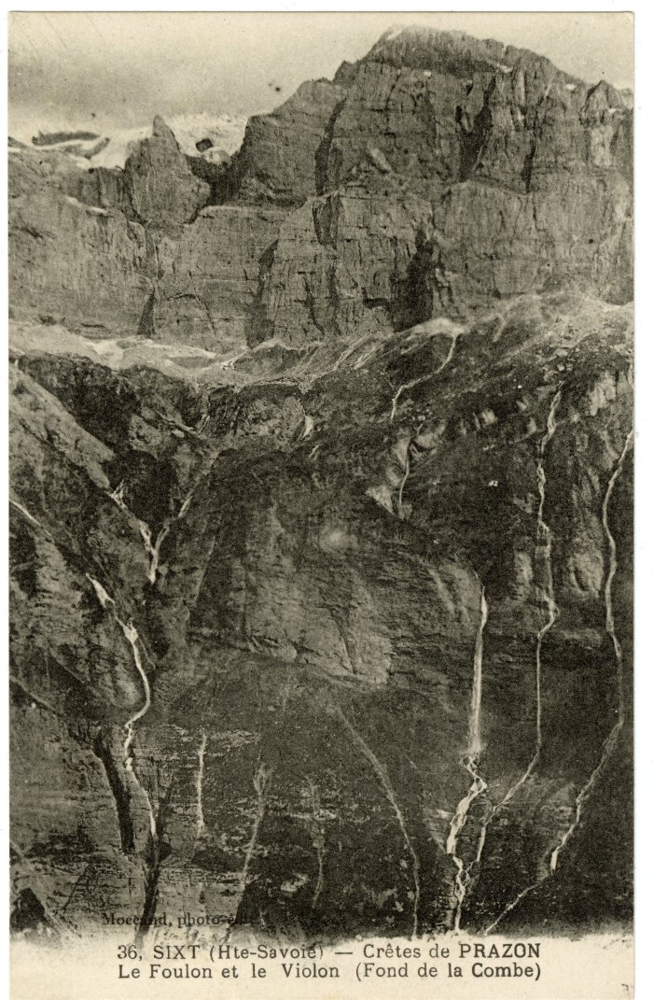 Moccand, photo-édit
36, SIXT (Hte-Savoie) — Crêtes de PRAZON
Le Foulon et le Violon (Fond de la Combe)